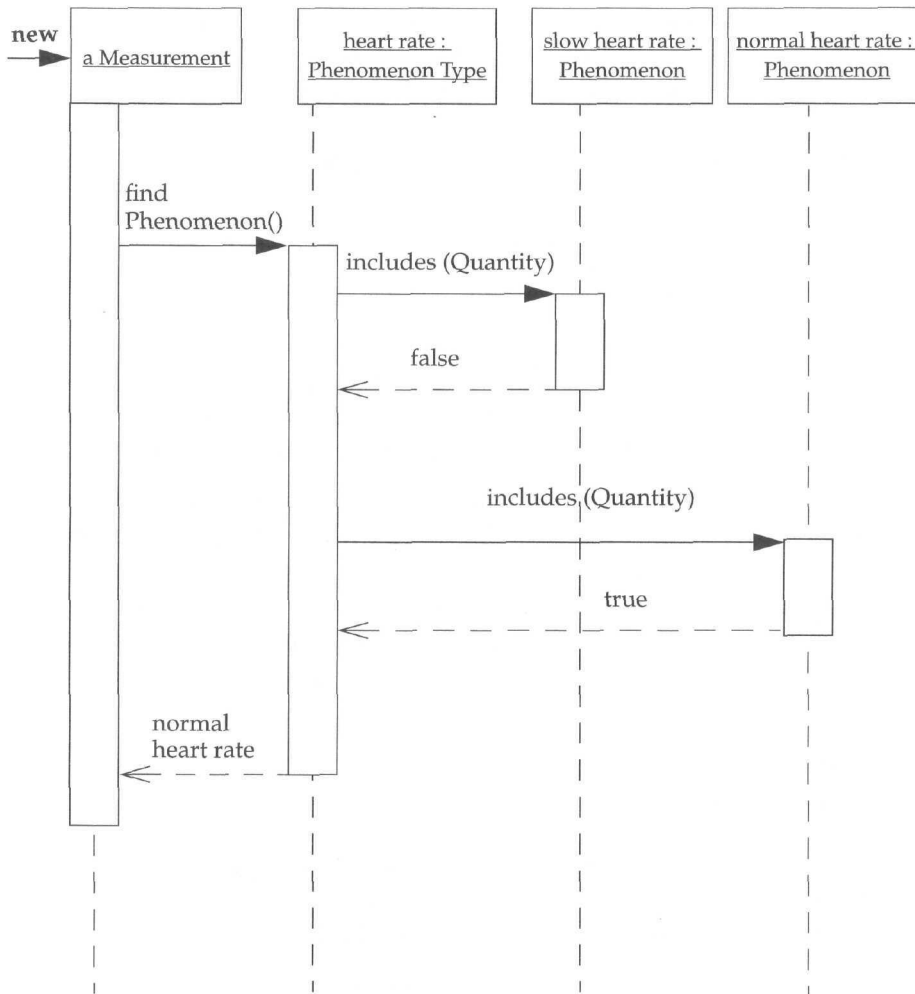 new
a Measurement
heart rate :
Phenomenon Type
slow heart rate :
Phenomenon
normal heart rate :
Phenomenon
find
Phenomenon()
includes (Quantity)
false
includes (Quantity)
true
normal
heart rate